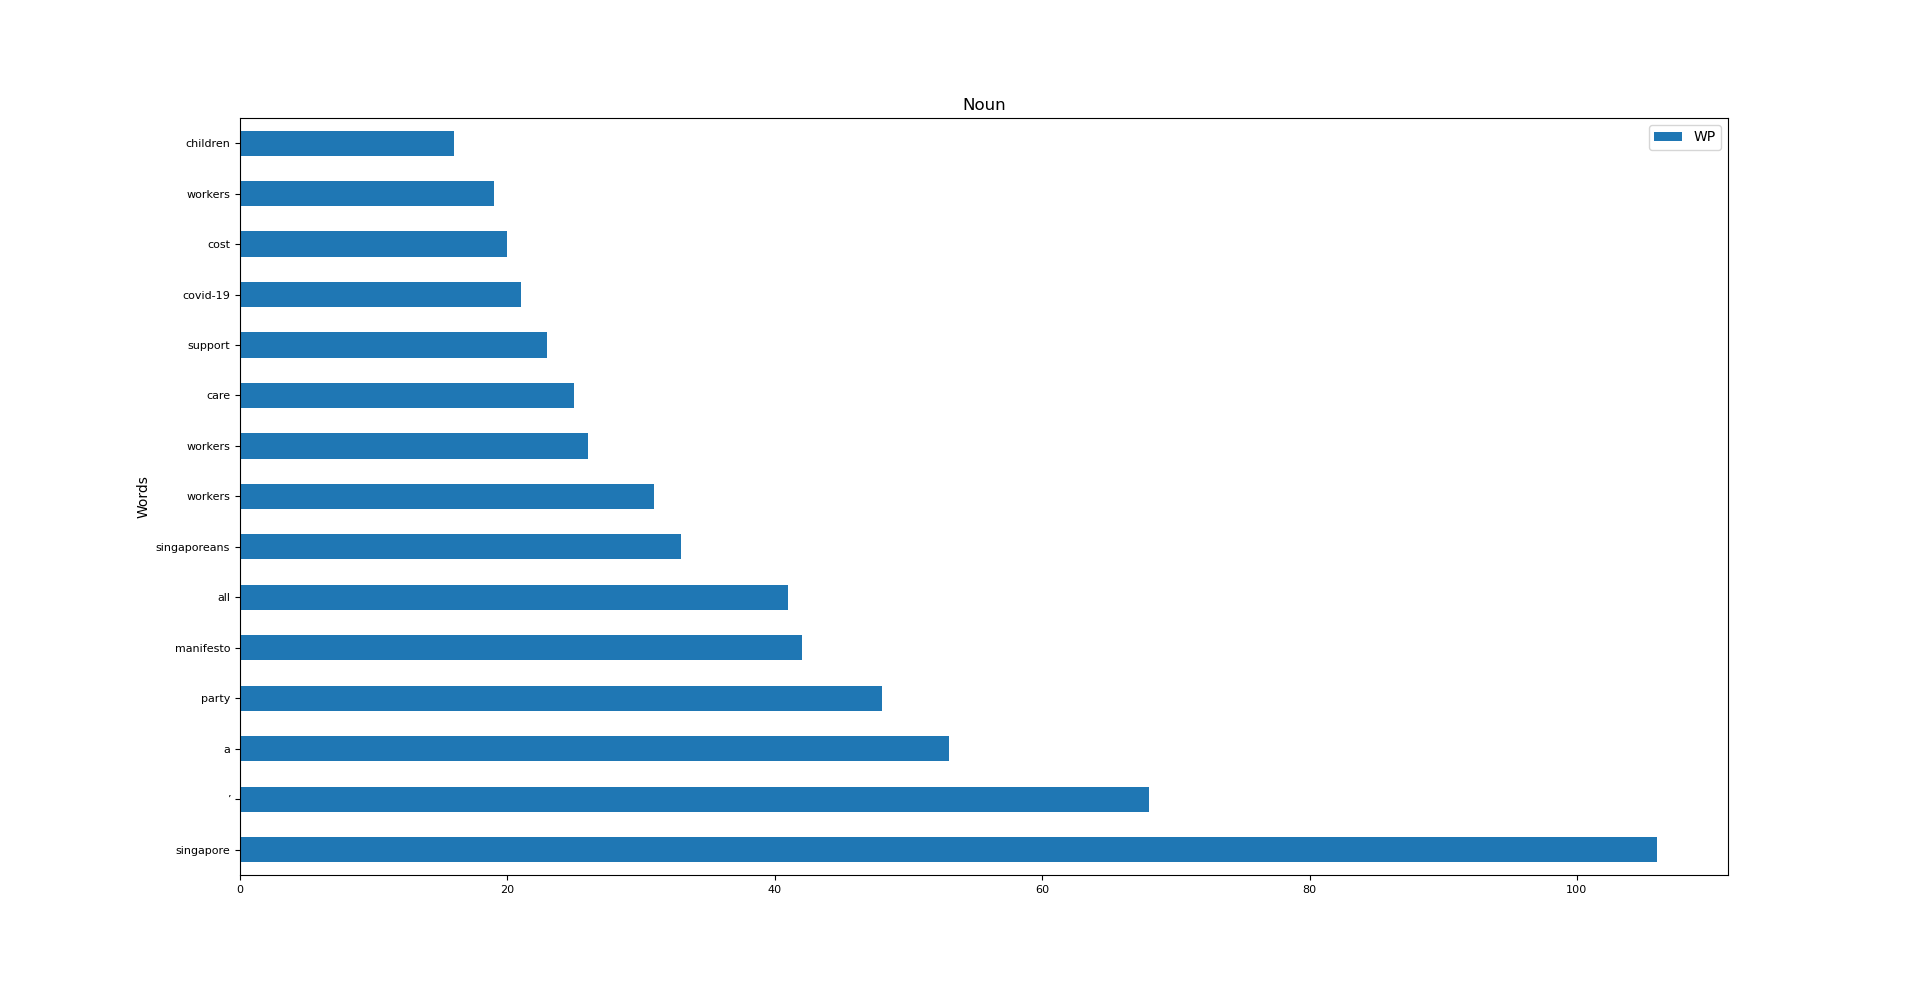 Noun
WP
children
workers
cost
covid-19
support
care
workers
workers
Words
singaporeans
all
manifesto
party
a
’
singapore
0 20 40 60 80 100